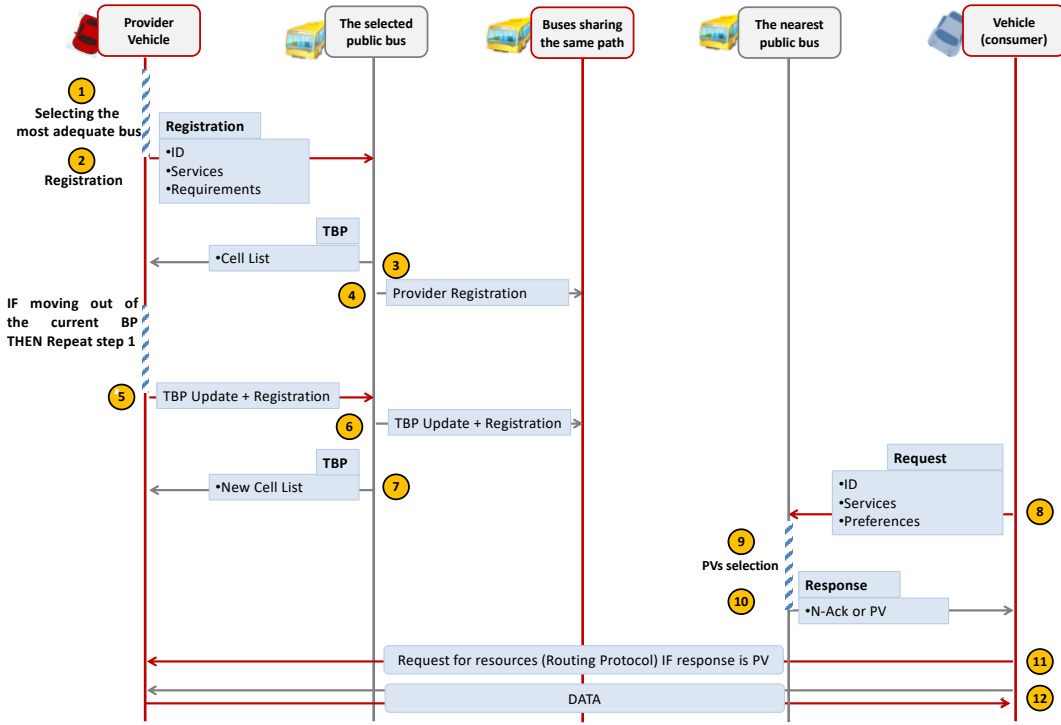 Provider
Vehicle
The selected
public bus
Buses sharing
the same path
The nearest
public bus
Vehicle
(consumer)
1
Selecting the
most adequate bus
Registration
•ID
•Services
•Requirements
2
Registration
TBP
•Cell List
3
4
Provider Registration
IF moving out of
the current BP
THEN Repeat step 1
5
TBP Update + Registration
6
TBP Update + Registration
TBP
•New Cell List
7
Request
•ID
•Services
•Preferences
8
9
PVs selection
10
Response
•N-Ack or PV
Request for resources (Routing Protocol) IF response is PV
11
DATA
12